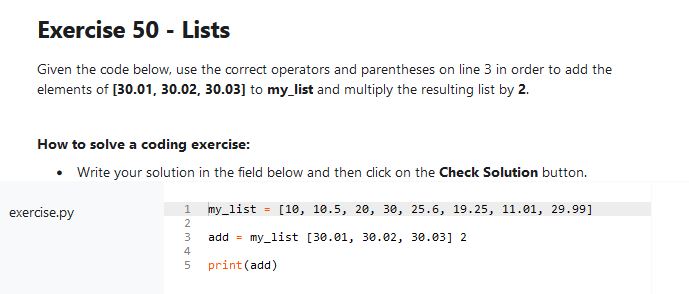 Exercise 50 - Lists
Given the code below, use the correct operators and parentheses on line 3 in order to add the
elements of [30.01, 30.02, 30.03] to my_list and multiply the resulting list by 2.
How to solve a coding exercise:
• Write your solution in the field below and then click on the Check Solution button.
exercise.py
1 my_list = [10, 10.5, 20, 30, 25.6, 19.25, 11.01, 29.99]
2
3 add = my_list [30.01, 30.02, 30.03] 2
4
5 print(add)